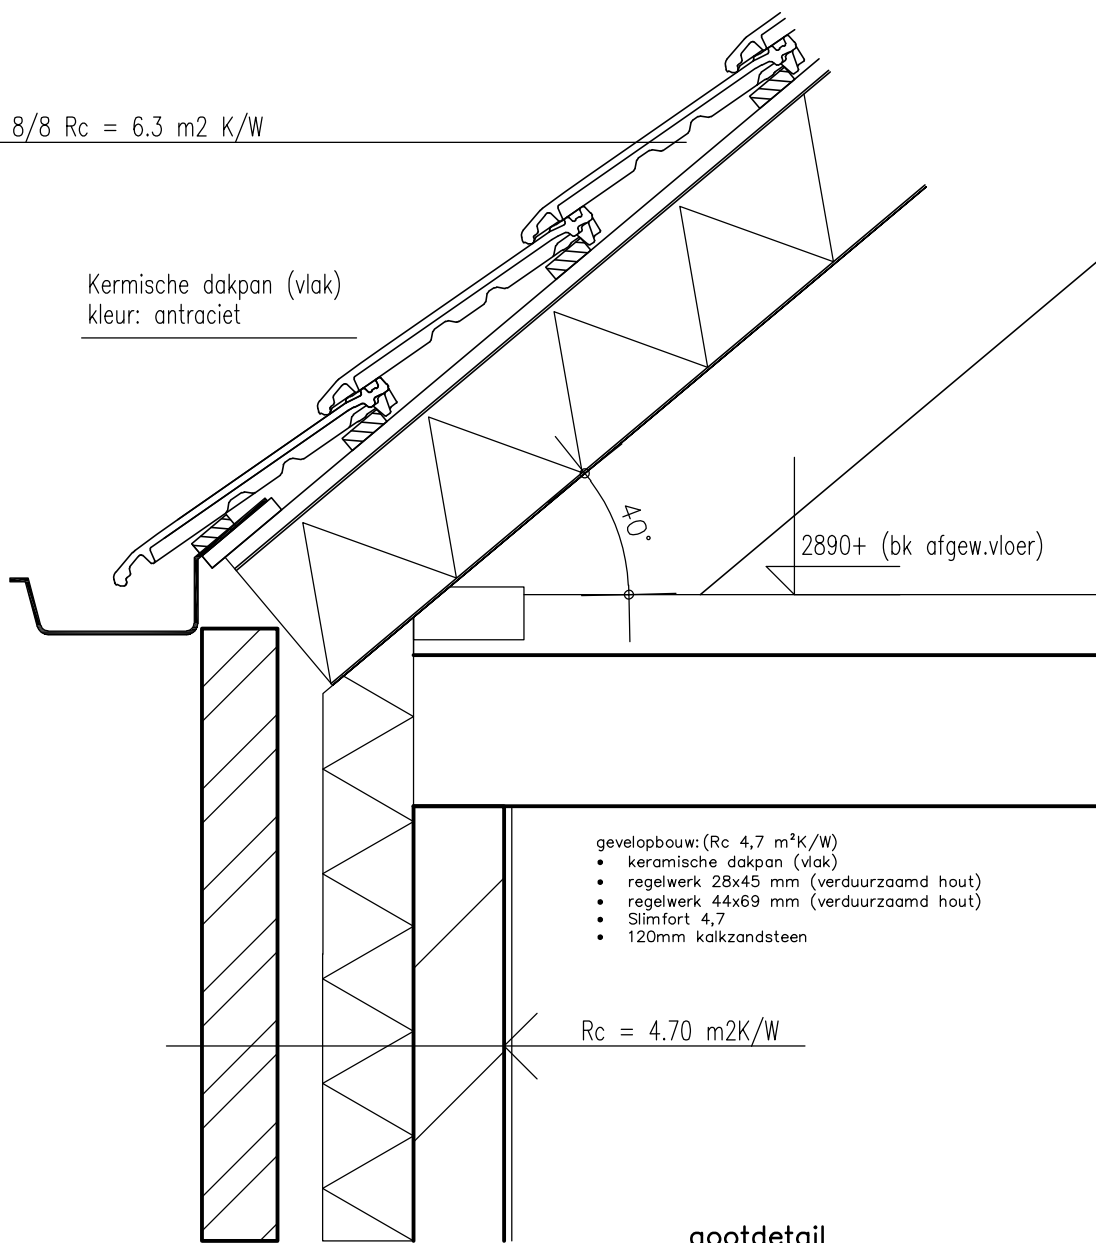 8/8 Rc = 6.3 m2 K/W
Kermische dakpan (vlak)
kleur: antraciet
40°
2890+ (bk afgew.vloer)
gevelopbouw: (Rc 4,7 m²K/W)
• keramische dakpan (vlak)
• regelwerk 28x45 mm (verduurzaamd hout)
• regelwerk 44x69 mm (verduurzaamd hout)
• Slimfort 4,7
• 120mm kalkzandsteen
Rc = 4.70 m2K/W
gootdetail